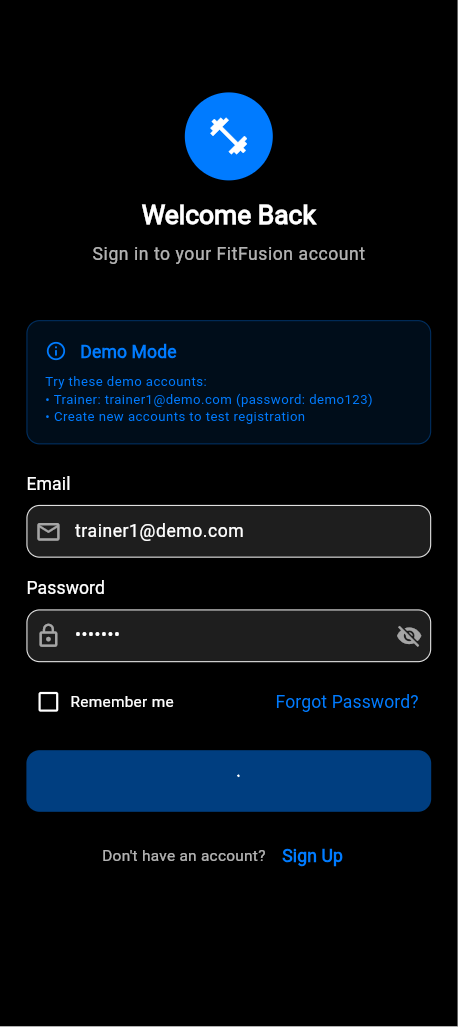 Welcome Back
Sign in to your FitFusion account
Demo Mode
Try these demo accounts:
• Trainer: trainer1@demo.com (password: demo123)
• Create new accounts to test registration
Email
trainer1@demo.com
Password
•••••••
Remember me
Forgot Password?
Don't have an account?
Sign Up